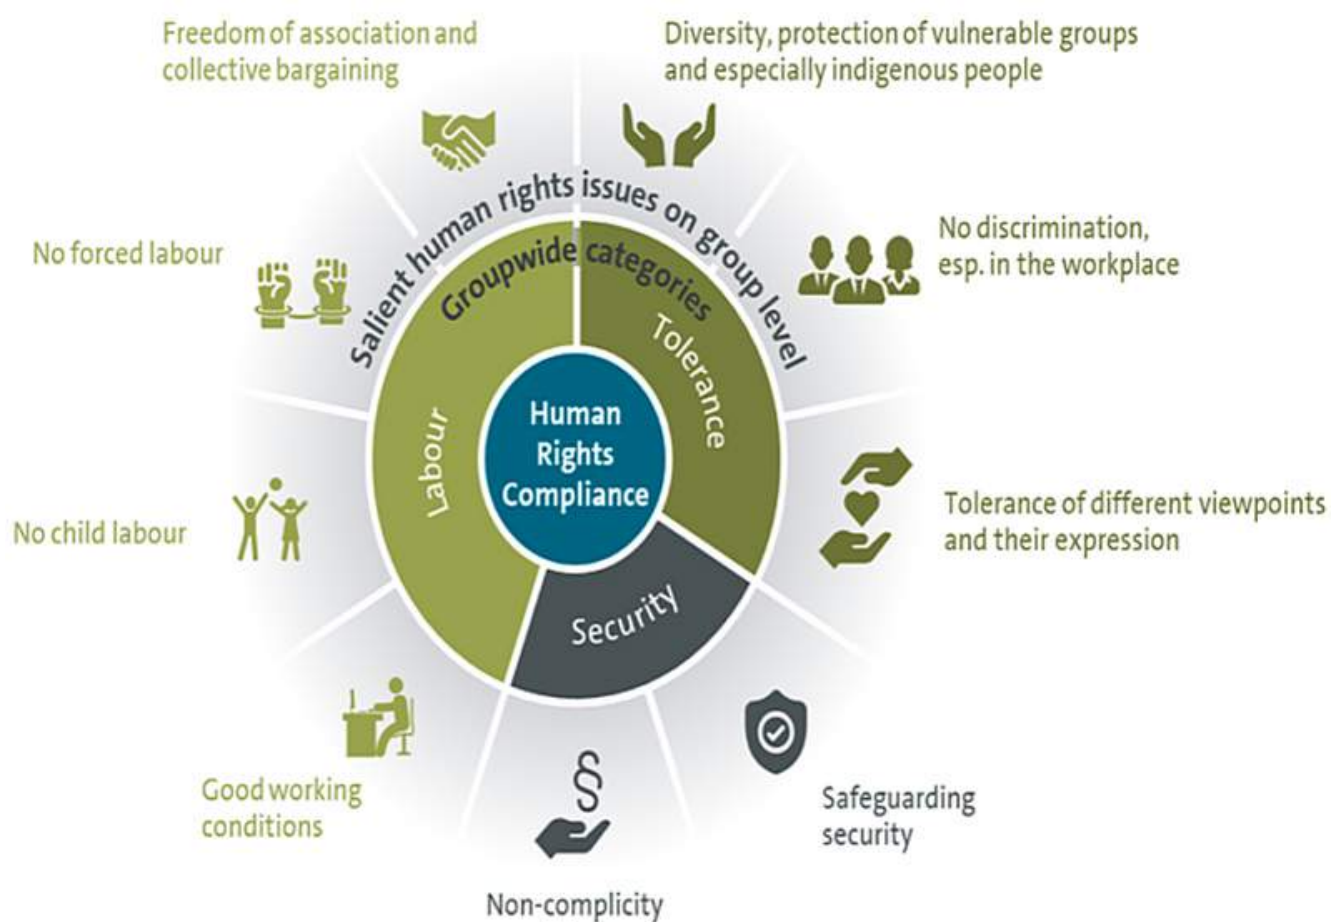 Freedom of association and
collective bargaining
Diversity, protection of vulnerable groups
and especially indigenous people
No forced labour
No discrimination,
esp. in the workplace
Salient human rights issues on group level
Groupwide categories
Tolerance
Labour
Security
Human
Rights
Compliance
No child labour
Tolerance of different viewpoints
and their expression
Good working
conditions
§
Safeguarding
security
Non-complicity